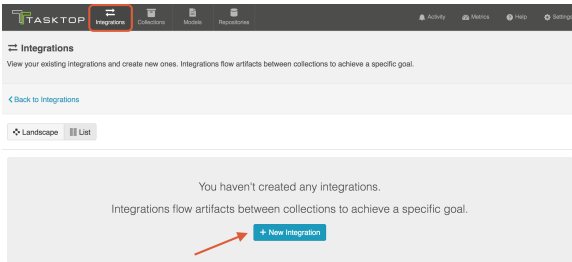 TASKTOP
Integrations
Collections
Models
Repositories
Activity
Metrics
Help
Settings
Integrations
View your existing integrations and create new ones. Integrations flow artifacts between collections to achieve a specific goal.
Back to Integrations
Landscape
List
You haven't created any integrations.
Integrations flow artifacts between collections to achieve a specific goal.
+ New Integration